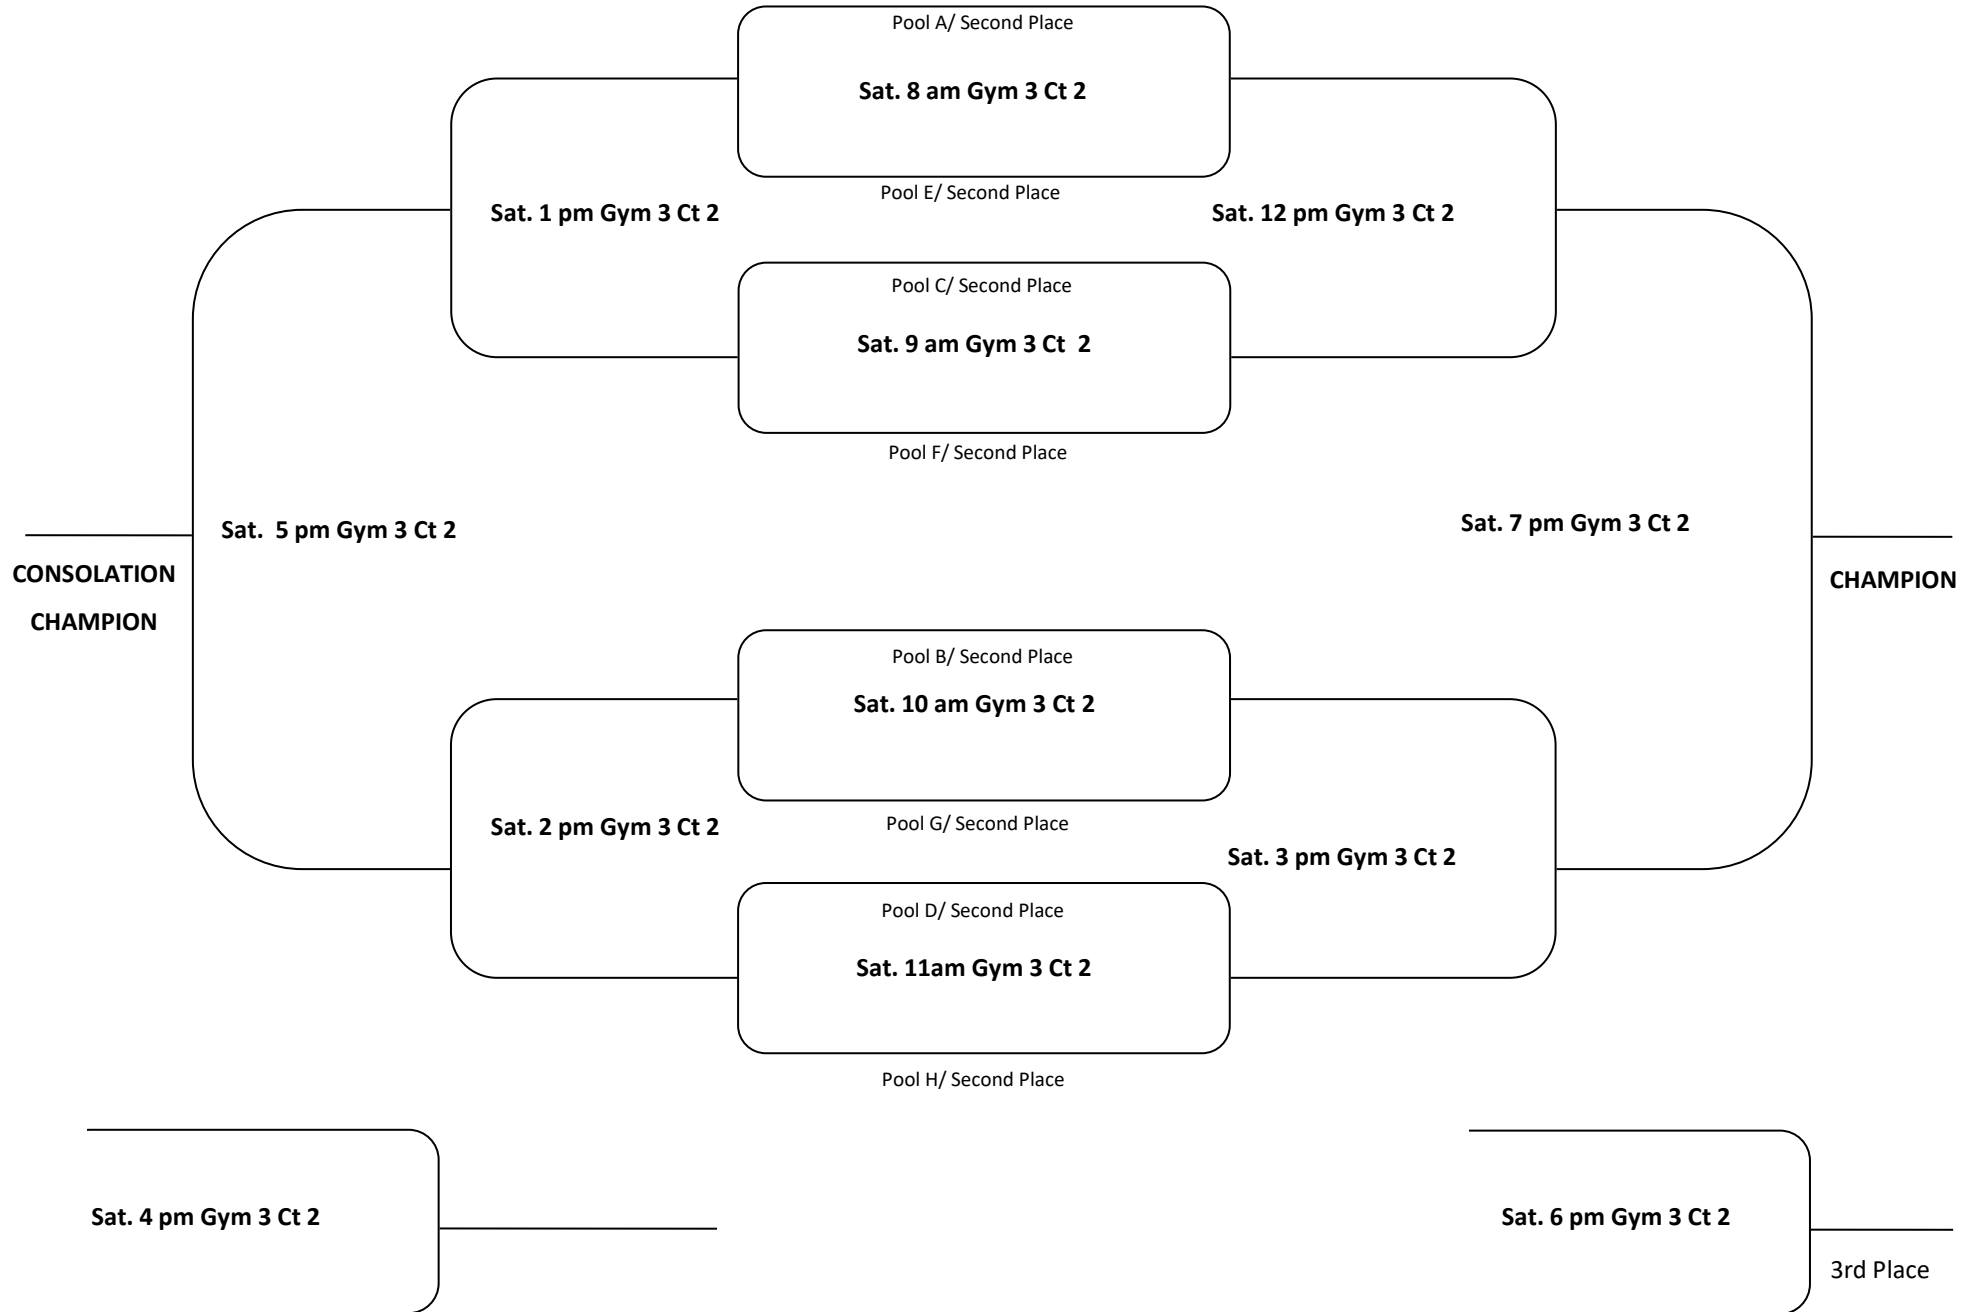 Pool A/ Second Place
Sat. 8 am Gym 3 Ct 2
Pool E/ Second Place
Sat. 1 pm Gym 3 Ct 2
Sat. 12 pm Gym 3 Ct 2
Pool C/ Second Place
Sat. 9 am Gym 3 Ct  2
Pool F/ Second Place
Sat.  5 pm Gym 3 Ct 2
Sat. 7 pm Gym 3 Ct 2
CONSOLATION
CHAMPION
CHAMPION
Pool B/ Second Place
Sat. 10 am Gym 3 Ct 2
Pool G/ Second Place
Sat. 2 pm Gym 3 Ct 2
Sat. 3 pm Gym 3 Ct 2
Pool D/ Second Place
Sat. 11am Gym 3 Ct 2
Pool H/ Second Place
Sat. 4 pm Gym 3 Ct 2
Sat. 6 pm Gym 3 Ct 2
3rd Place